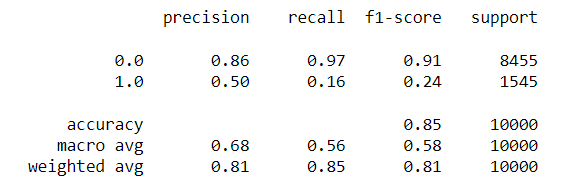 precision recall f1-score support
0.0 0.86 0.97 0.91 8455
1.0 0.50 0.16 0.24 1545
accuracy 0.85 10000
macro avg 0.68 0.56 0.58 10000
weighted avg 0.81 0.85 0.81 10000